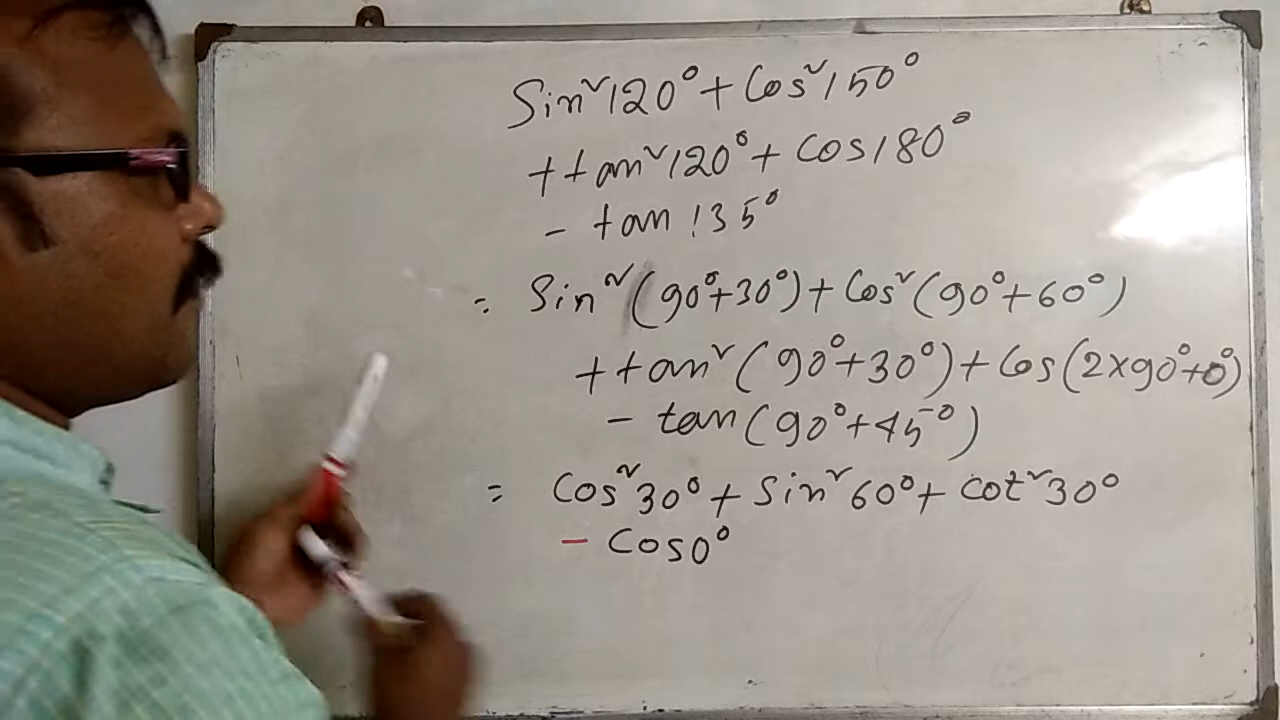 Sin²120°+Cos²150°
+tan²120°+Cos180°
- tan 135°
= Sin²(90°+30°)+Cos²(90°+60°)
+tan²(90°+30°)+Cos(2×90°+0°)
- tan(90°+45°)
= Cos²30°+Sin²60°+Cot²30°
- Cos0°